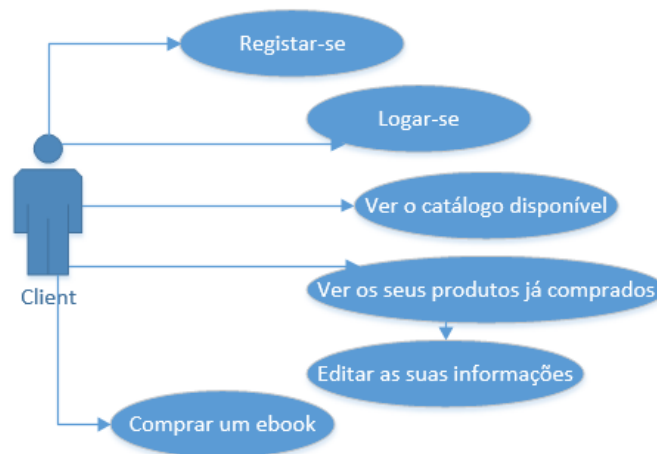 Registar-se
Logar-se
Ver o catálogo disponível
Client
Ver os seus produtos já comprados
Editar as suas informações
Comprar um ebook